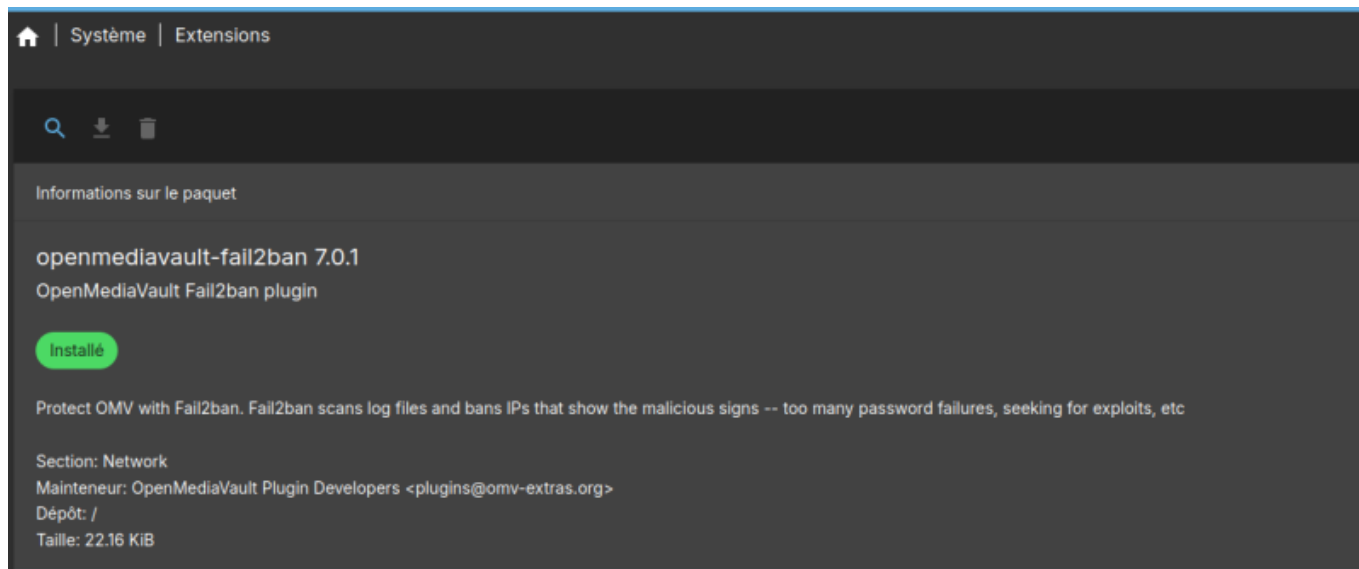 | Système | Extensions
Informations sur le paquet
openmediavault-fail2ban 7.0.1
OpenMediaVault Fail2ban plugin
Installé
Protect OMV with Fail2ban. Fail2ban scans log files and bans IPs that show the malicious signs -- too many password failures, seeking for exploits, etc
Section: Network
Mainteneur: OpenMediaVault Plugin Developers <plugins@omv-extras.org>
Dépôt: /
Taille: 22.16 KiB